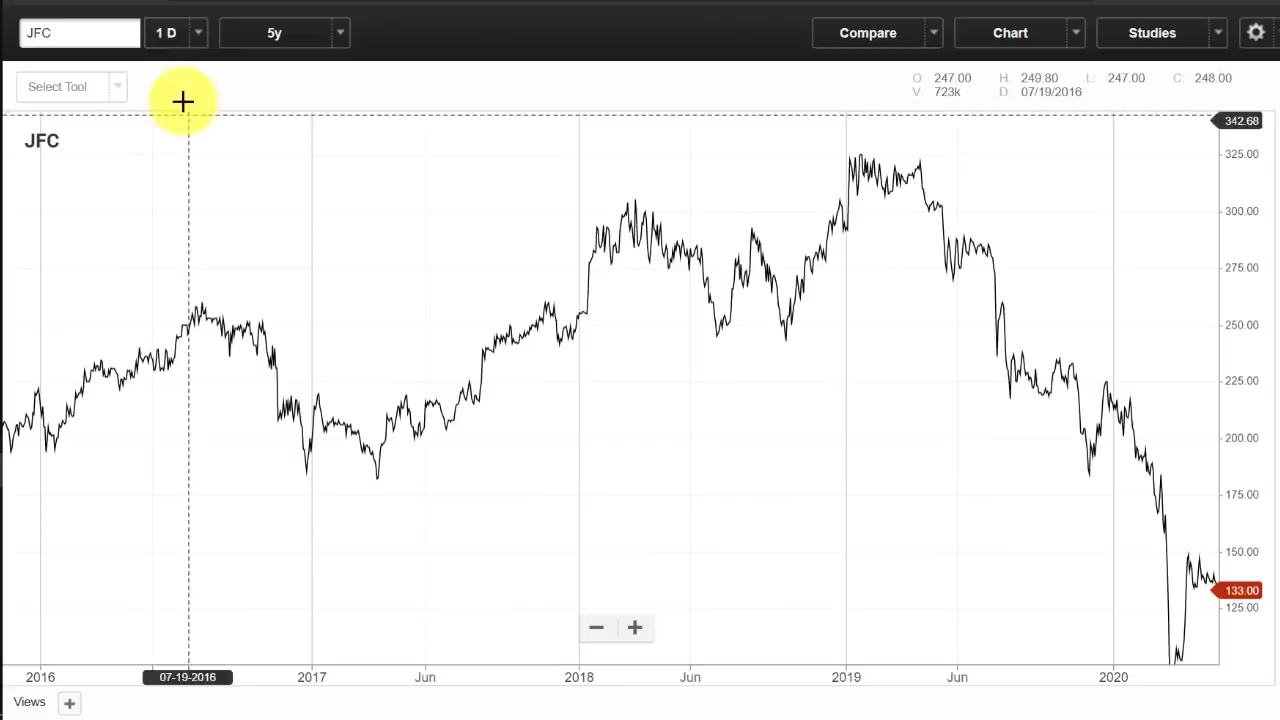 JFC 1 D 5y Compare Chart Studies
Select Tool O: 247.00 H: 249.80 L: 247.00 C: 248.00
V: 723k D: 07/19/2016
JFC
342.68
325.00
300.00
275.00
250.00
225.00
200.00
175.00
150.00
133.00
125.00
2016 07-19-2016 2017 Jun 2018 Jun 2019 Jun 2020
Views